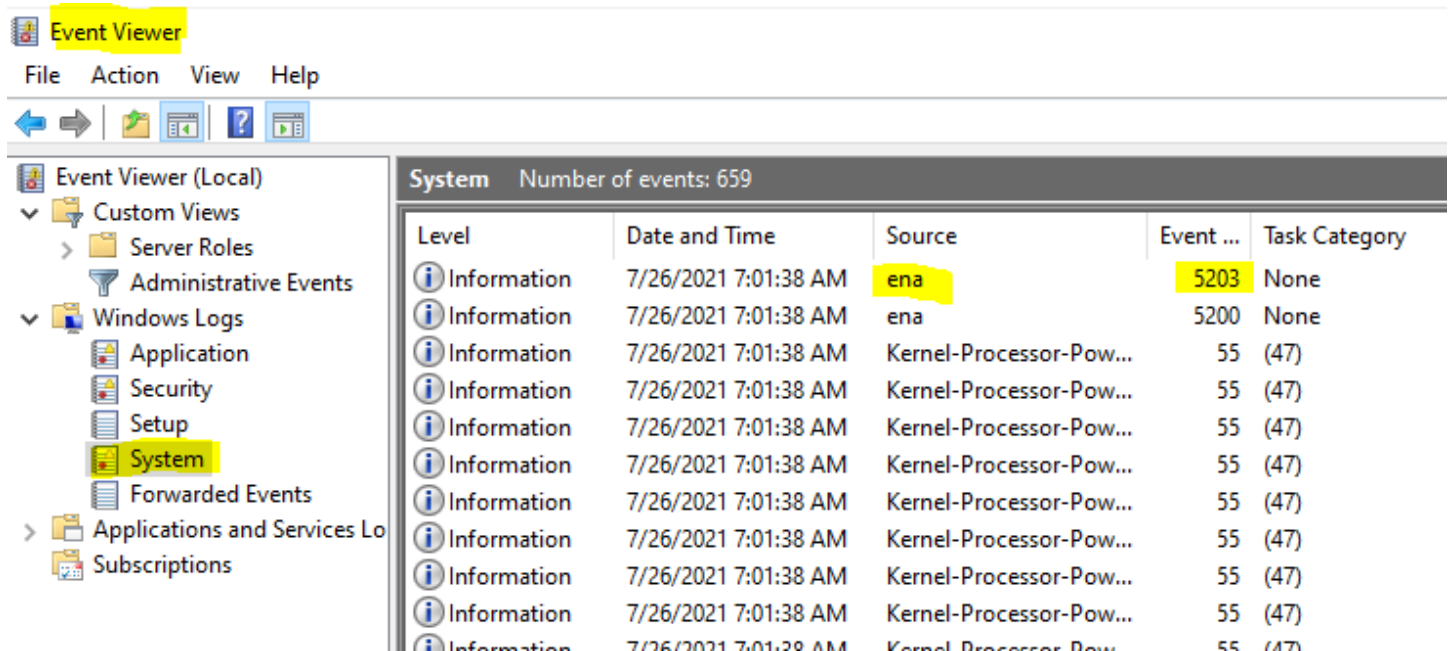 Event Viewer
File Action View Help
Event Viewer (Local)
Custom Views
Server Roles
Administrative Events
Windows Logs
Application
Security
Setup
System
Forwarded Events
Applications and Services Lo
Subscriptions
System Number of events: 659
Level Date and Time Source Event ... Task Category
Information 7/26/2021 7:01:38 AM ena 5203 None
Information 7/26/2021 7:01:38 AM ena 5200 None
Information 7/26/2021 7:01:38 AM Kernel-Processor-Pow... 55 (47)
Information 7/26/2021 7:01:38 AM Kernel-Processor-Pow... 55 (47)
Information 7/26/2021 7:01:38 AM Kernel-Processor-Pow... 55 (47)
Information 7/26/2021 7:01:38 AM Kernel-Processor-Pow... 55 (47)
Information 7/26/2021 7:01:38 AM Kernel-Processor-Pow... 55 (47)
Information 7/26/2021 7:01:38 AM Kernel-Processor-Pow... 55 (47)
Information 7/26/2021 7:01:38 AM Kernel-Processor-Pow... 55 (47)
Information 7/26/2021 7:01:38 AM Kernel-Processor-Pow... 55 (47)
Information 7/26/2021 7:01:38 AM Kernel-Processor-Pow... 55 (47)